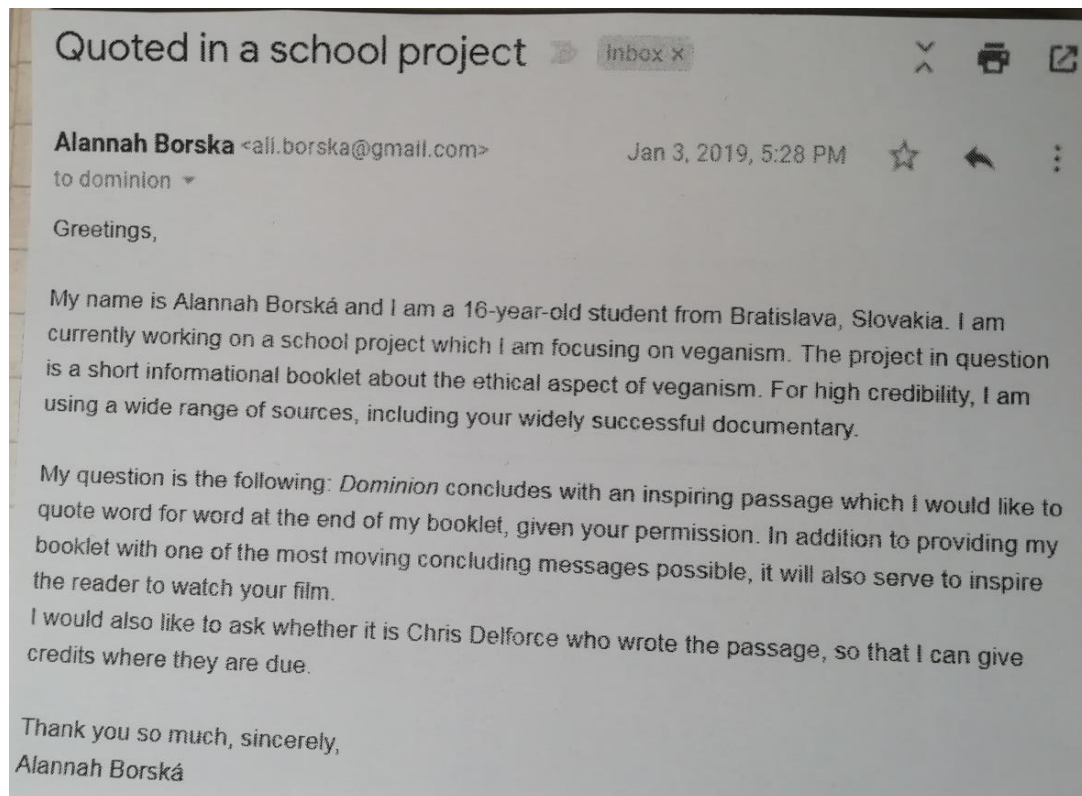 Quoted in a school project
Inbox ×
Alannah Borska <ali.borska@gmail.com>
Jan 3, 2019, 5:28 PM
to dominion
Greetings,
My name is Alannah Borská and I am a 16-year-old student from Bratislava, Slovakia. I am
currently working on a school project which I am focusing on veganism. The project in question
is a short informational booklet about the ethical aspect of veganism. For high credibility, I am
using a wide range of sources, including your widely successful documentary.
My question is the following: Dominion concludes with an inspiring passage which I would like to
quote word for word at the end of my booklet, given your permission. In addition to providing my
booklet with one of the most moving concluding messages possible, it will also serve to inspire
the reader to watch your film.
I would also like to ask whether it is Chris Delforce who wrote the passage, so that I can give
credits where they are due.
Thank you so much, sincerely,
Alannah Borská